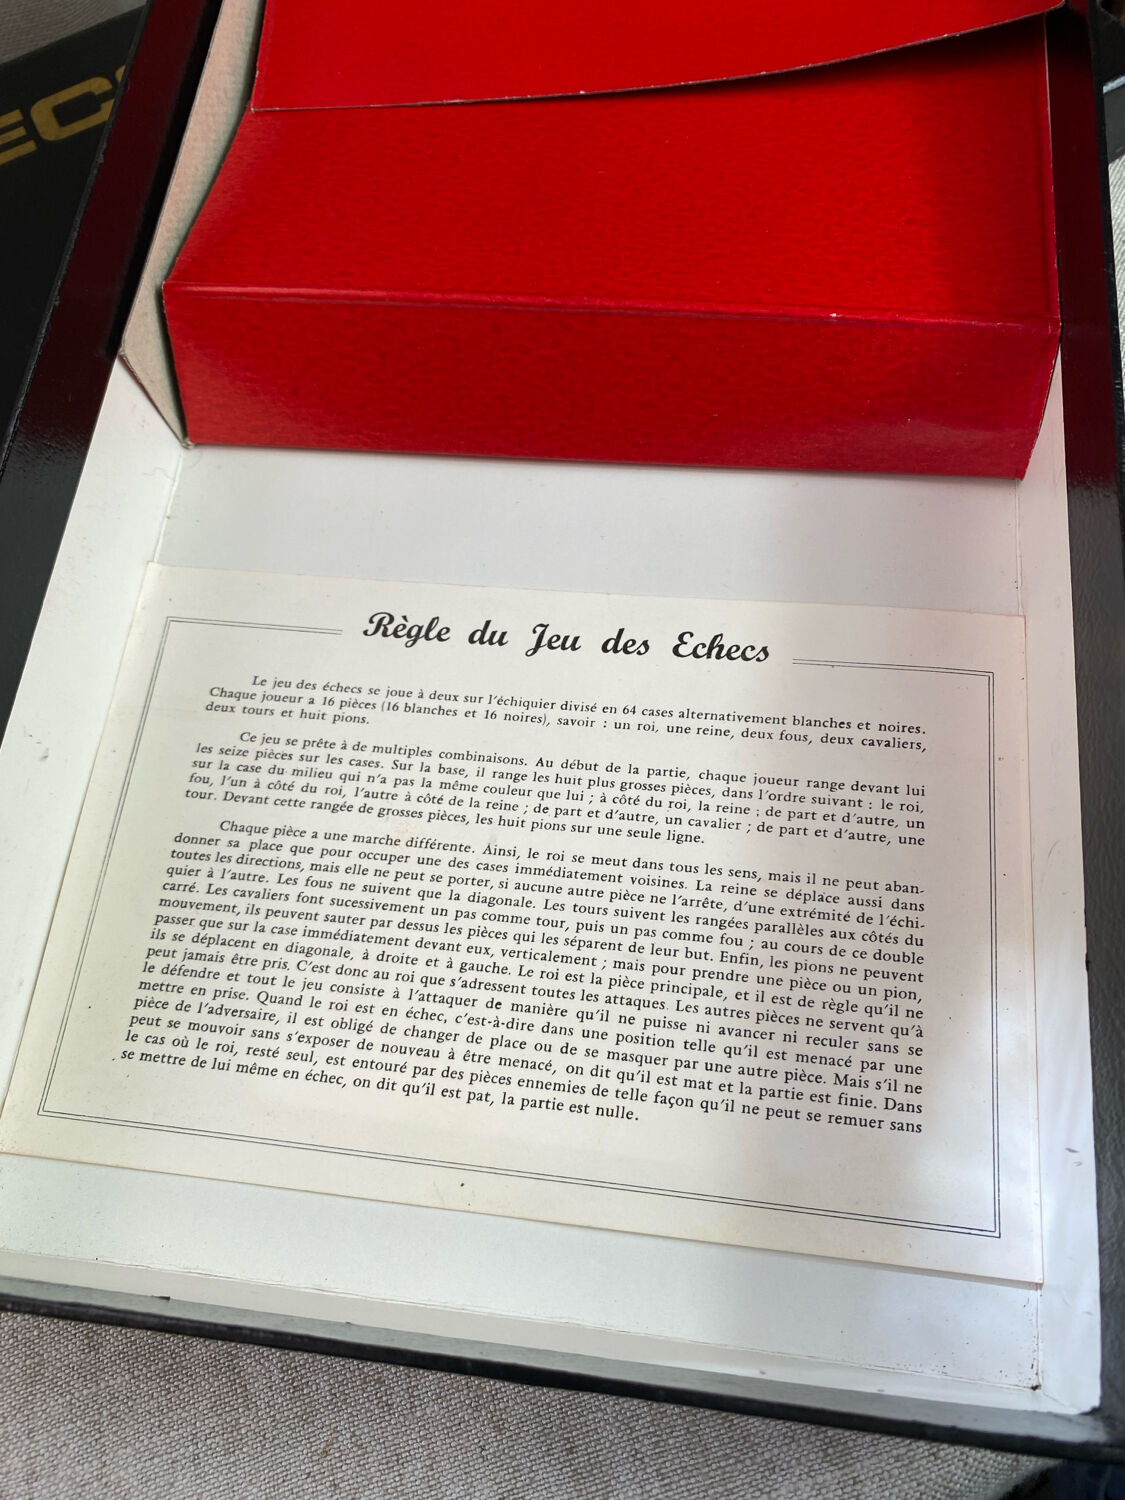 EC
Règle du Jeu des Echecs
Le jeu des échecs se joue à deux sur l'échiquier divisé en 64 cases alternativement blanches et noires.
Chaque joueur a 16 pièces (16 blanches et 16 noires), savoir : un roi, une reine, deux fous, deux cavaliers,
deux tours et huit pions.
Ce jeu se prête à de multiples combinaisons. Au début de la partie, chaque joueur range devant lui
les seize pièces sur les cases. Sur la base, il range les huit plus grosses pièces, dans l'ordre suivant : le roi,
sur la case du milieu qui n'a pas la même couleur que lui ; à côté du roi, la reine ; de part et d'autre, un
fou, l'un à côté du roi, l'autre à côté de la reine ; de part et d'autre, un cavalier ; de part et d'autre, une
tour. Devant cette rangée de grosses pièces, les huit pions sur une seule ligne.
Chaque pièce a une marche différente. Ainsi, le roi se meut dans tous les sens, mais il ne peut aban-
donner sa place que pour occuper une des cases immédiatement voisines. La reine se déplace aussi dans
toutes les directions, mais elle ne peut se porter, si aucune autre pièce ne l'arrête, d'une extrémité de l'échi-
quier à l'autre. Les fous ne suivent que la diagonale. Les tours suivent les rangées parallèles aux côtés du
carré. Les cavaliers font sucessivement un pas comme tour, puis un pas comme fou ; au cours de ce double
mouvement, ils peuvent sauter par dessus les pièces qui les séparent de leur but. Enfin, les pions ne peuvent
passer que sur la case immédiatement devant eux, verticalement ; mais pour prendre une pièce ou un pion,
ils se déplacent en diagonale, à droite et à gauche. Le roi est la pièce principale, et il est de règle qu'il ne
peut jamais être pris. C'est donc au roi que s'adressent toutes les attaques. Les autres pièces ne servent qu'à
le défendre et tout le jeu consiste à l'attaquer de manière qu'il ne puisse ni avancer ni reculer sans se
mettre en prise. Quand le roi est en échec, c'est-à-dire dans une position telle qu'il est menacé par une
pièce de l'adversaire, il est obligé de changer de place ou de se masquer par une autre pièce. Mais s'il ne
peut se mouvoir sans s'exposer de nouveau à être menacé, on dit qu'il est mat et la partie est finie. Dans
le cas où le roi, resté seul, est entouré par des pièces ennemies de telle façon qu'il ne peut se remuer sans
se mettre de lui même en échec, on dit qu'il est pat, la partie est nulle.